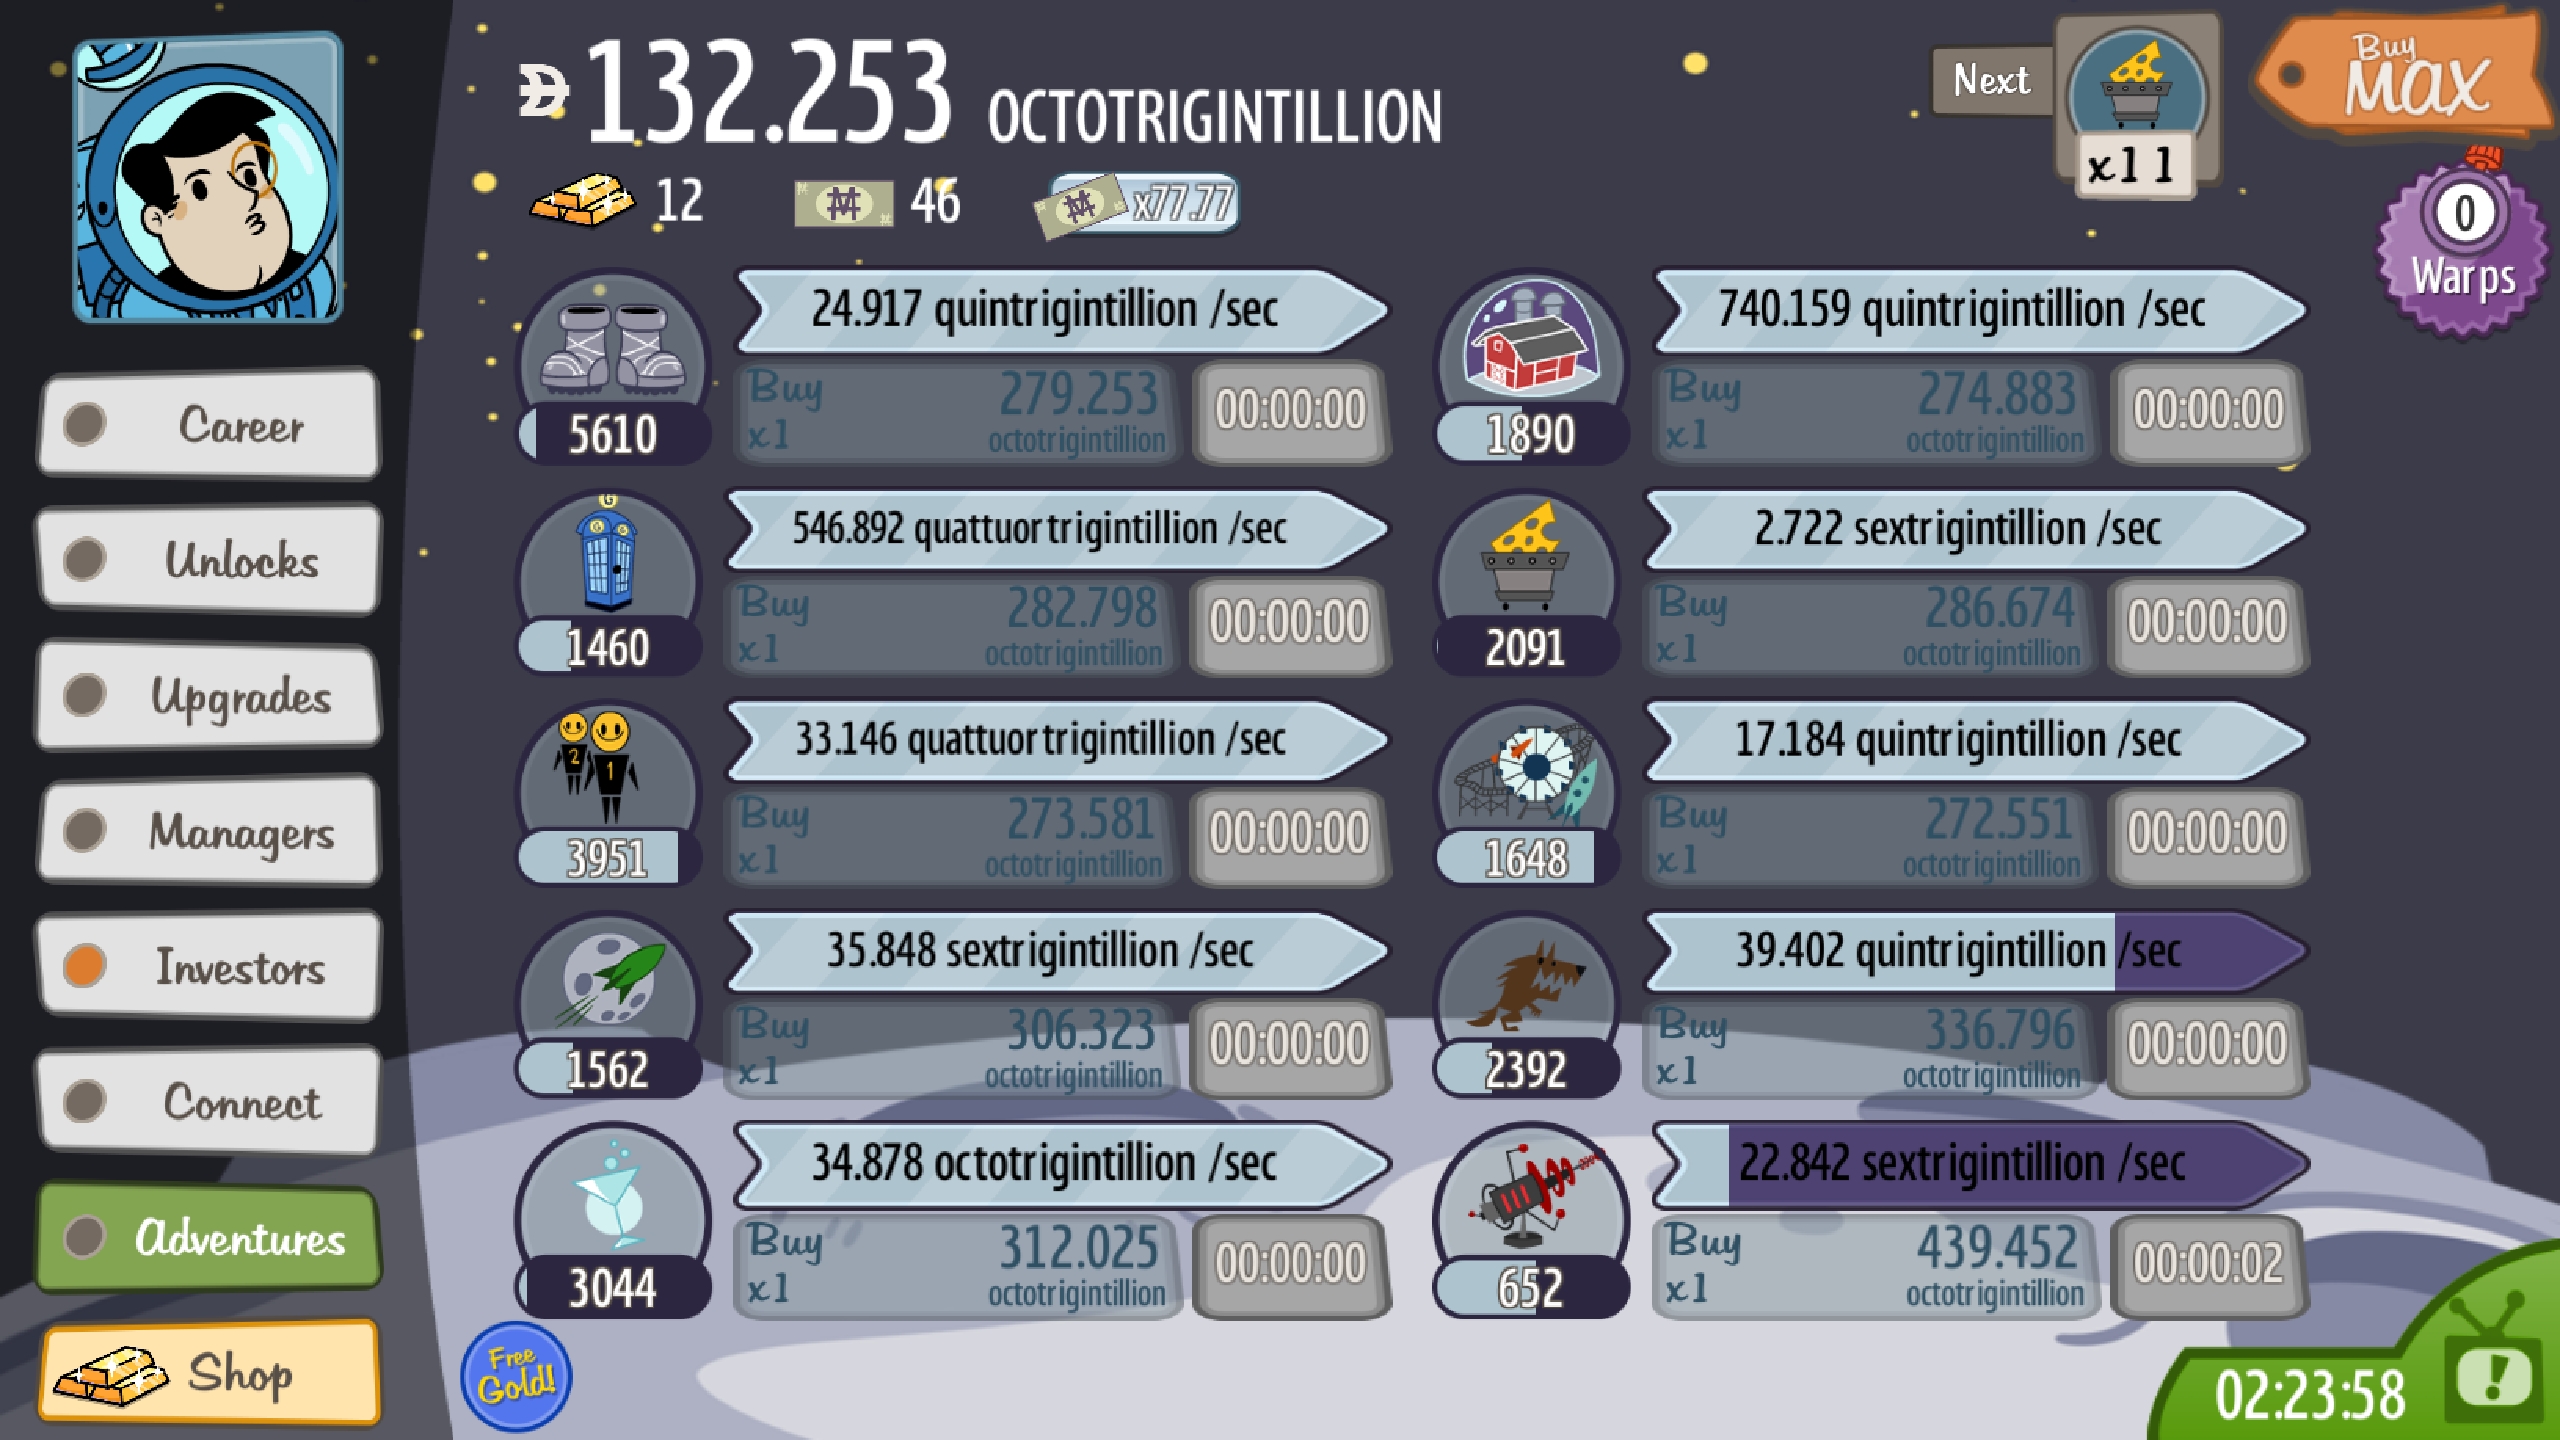 132.253 OCTOTRIGINTILLION
Next
x11
Buy
MAX
12
46
x77.77
0
Warps
Career
Unlocks
Upgrades
Managers
Investors
Connect
Adventures
Shop
24.917 quintrigintillion /sec
Buy 279.253
x1 octotrigintillion
00:00:00
5610
740.159 quintrigintillion /sec
Buy 274.883
x1 octotrigintillion
00:00:00
1890
546.892 quattuortrigintillion /sec
Buy 282.798
x1 octotrigintillion
00:00:00
1460
2.722 sextrigintillion /sec
Buy 286.674
x1 octotrigintillion
00:00:00
2091
33.146 quattuortrigintillion /sec
2
1
Buy 273.581
x1 octotrigintillion
00:00:00
3951
17.184 quintrigintillion /sec
Buy 272.551
x1 octotrigintillion
00:00:00
1648
35.848 sextrigintillion /sec
Buy 306.323
x1 octotrigintillion
00:00:00
1562
39.402 quintrigintillion /sec
Buy 336.796
x1 octotrigintillion
00:00:00
2392
34.878 octotrigintillion /sec
Buy 312.025
x1 octotrigintillion
00:00:00
3044
22.842 sextrigintillion /sec
Buy 439.452
x1 octotrigintillion
00:00:02
652
Free
Gold!
02:23:58
!